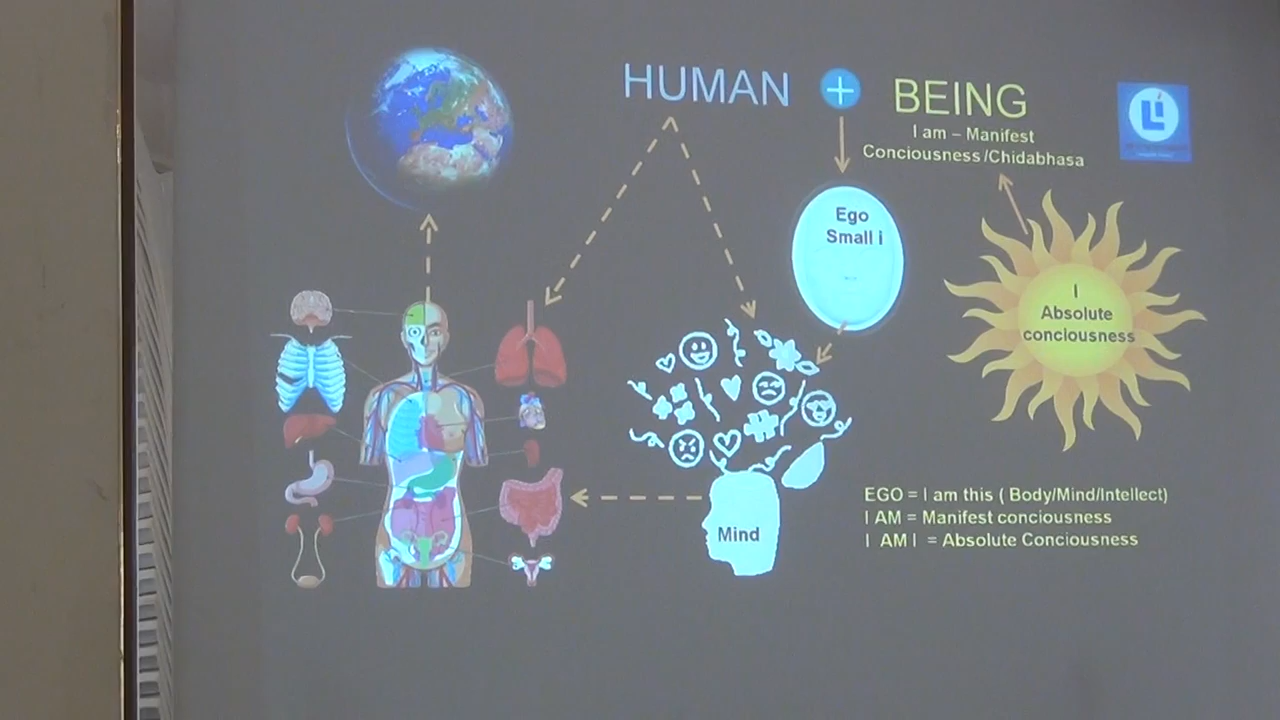 HUMAN + BEING
I am – Manifest
Conciousness /Chidabhasa
Ego
Small i
I
Absolute
conciousness
Mind
EGO = I am this ( Body/Mind/Intellect)
I AM = Manifest conciousness
I AM I = Absolute Conciousness